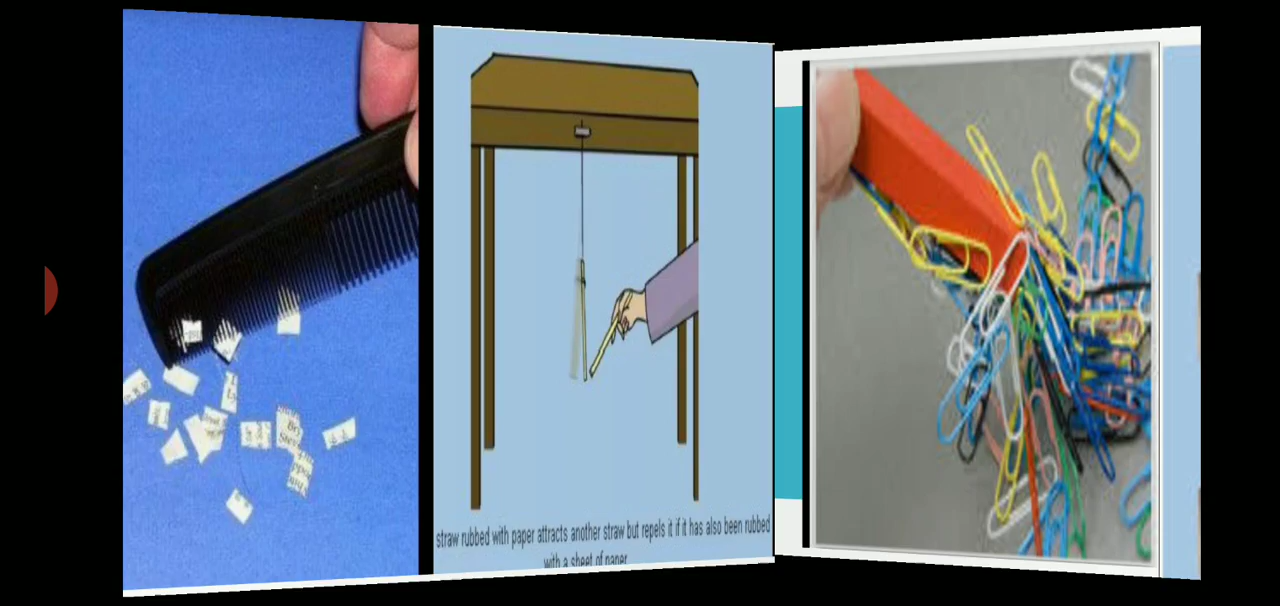 straw rubbed with paper attracts another straw but repels it if it has also been rubbed
with a sheet of paper